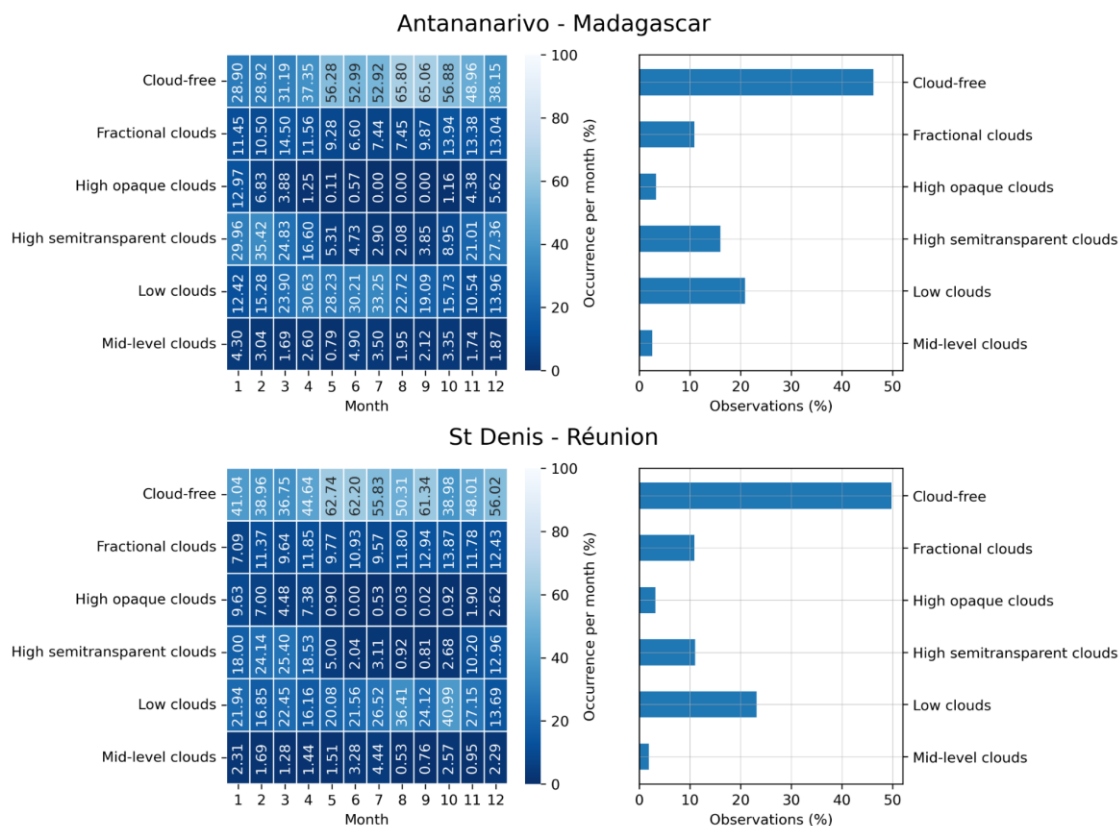 Antananarivo - Madagascar
Cloud-free 28.90 28.92 31.19 37.35 56.28 52.99 52.92 65.80 65.06 56.88 48.96 38.15
Fractional clouds 11.45 10.50 14.50 11.56 9.28 6.60 7.44 7.45 9.87 13.94 13.38 13.04
High opaque clouds 12.97 6.83 3.88 1.25 0.11 0.57 0.00 0.00 0.00 1.16 4.38 5.62
High semitransparent clouds 29.96 35.42 24.83 16.60 5.31 4.73 2.90 2.08 3.85 8.95 21.01 27.36
Low clouds 12.42 15.28 23.90 30.63 28.23 30.21 33.25 22.72 19.09 15.73 10.54 13.96
Mid-level clouds 4.30 3.04 1.69 2.60 0.79 4.90 3.50 1.95 2.12 3.35 1.74 1.87
1 2 3 4 5 6 7 8 9 10 11 12
Month
100
80
60
40
20
0
Occurrence per month (%)
Cloud-free
Fractional clouds
High opaque clouds
High semitransparent clouds
Low clouds
Mid-level clouds
0 10 20 30 40 50
Observations (%)
St Denis - Réunion
Cloud-free 41.04 38.96 36.75 44.64 62.74 62.20 55.83 50.31 61.34 38.98 48.01 56.02
Fractional clouds 7.09 11.37 9.64 11.85 9.77 10.93 9.57 11.80 12.94 13.87 11.78 12.43
High opaque clouds 9.63 7.00 4.48 7.38 0.90 0.00 0.53 0.03 0.02 0.92 1.90 2.62
High semitransparent clouds 18.00 24.14 25.40 18.53 5.00 2.04 3.11 0.92 0.81 2.68 10.20 12.96
Low clouds 21.94 16.85 22.45 16.16 20.08 21.56 26.52 36.41 24.12 40.99 27.15 13.69
Mid-level clouds 2.31 1.69 1.28 1.44 1.51 3.28 4.44 0.53 0.76 2.57 0.95 2.29
1 2 3 4 5 6 7 8 9 10 11 12
Month
100
80
60
40
20
0
Occurrence per month (%)
Cloud-free
Fractional clouds
High opaque clouds
High semitransparent clouds
Low clouds
Mid-level clouds
0 10 20 30 40 50
Observations (%)